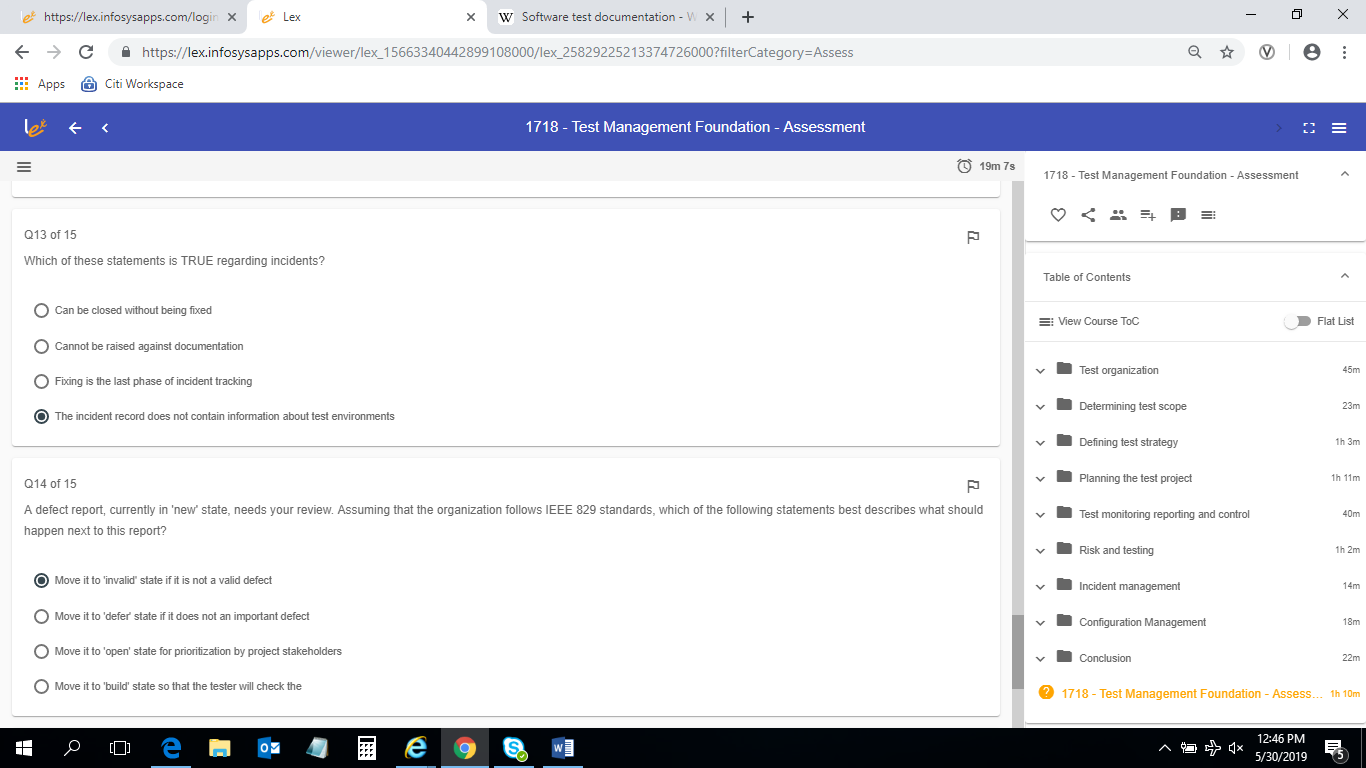 https://lex.infosysapps.com/login
Lex
Software test documentation - W
https://lex.infosysapps.com/viewer/lex_15663340442899108000/lex_25829225213374726000?filterCategory=Assess
Apps
Citi Workspace
Lex
1718 - Test Management Foundation - Assessment
19m 7s
Q13 of 15
Which of these statements is TRUE regarding incidents?
Can be closed without being fixed
Cannot be raised against documentation
Fixing is the last phase of incident tracking
The incident record does not contain information about test environments
Q14 of 15
A defect report, currently in 'new' state, needs your review. Assuming that the organization follows IEEE 829 standards, which of the following statements best describes what should
happen next to this report?
Move it to 'invalid' state if it is not a valid defect
Move it to 'defer' state if it does not an important defect
Move it to 'open' state for prioritization by project stakeholders
Move it to 'build' state so that the tester will check the
1718 - Test Management Foundation - Assessment
Table of Contents
View Course ToC
Flat List
Test organization 45m
Determining test scope 23m
Defining test strategy 1h 3m
Planning the test project 1h 11m
Test monitoring reporting and control 40m
Risk and testing 1h 2m
Incident management 14m
Configuration Management 18m
Conclusion 22m
1718 - Test Management Foundation - Assess... 1h 10m
12:46 PM
5/30/2019
5